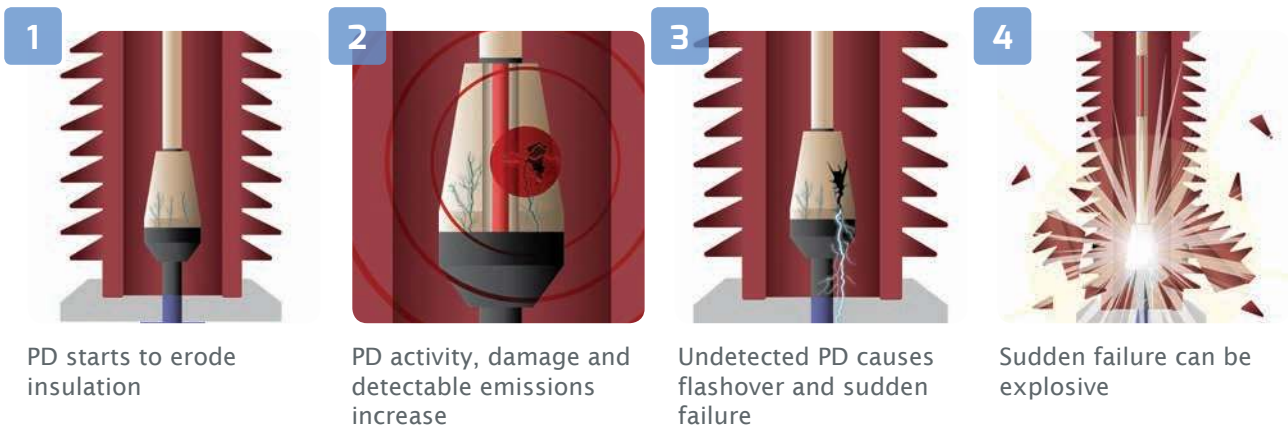 1
PD starts to erode
insulation
2
PD activity, damage and
detectable emissions
increase
3
Undetected PD causes
flashover and sudden
failure
4
Sudden failure can be
explosive